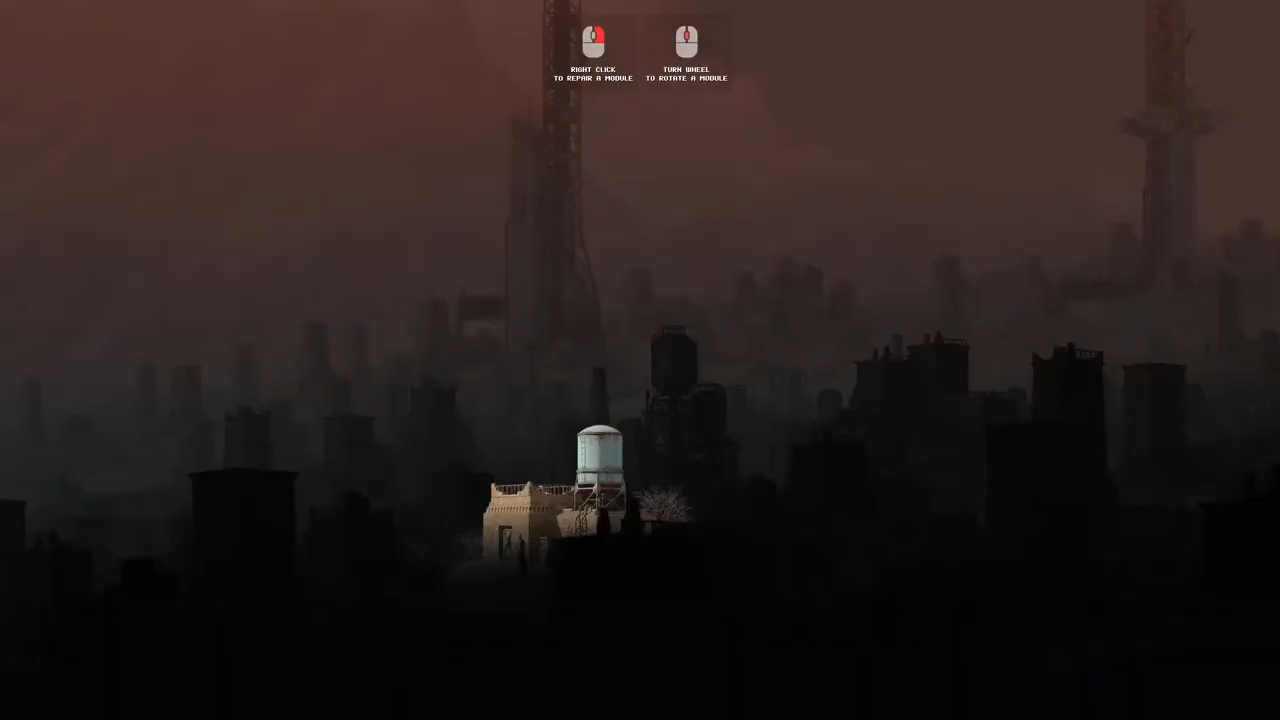 RIGHT CLICK
TO REPAIR A MODULE
TURN WHEEL
TO ROTATE A MODULE